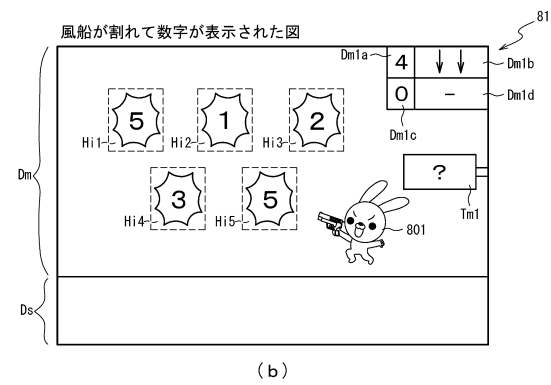 風船が割れて数字が表示された図
81
Dm1a
4
↓ ↓
Dm1b
0
-
Dm1d
Dm1c
5
1
2
Hi1
Hi2
Hi3
Dm
?
Tm1
3
5
Hi4
Hi5
801
Ds
(b)